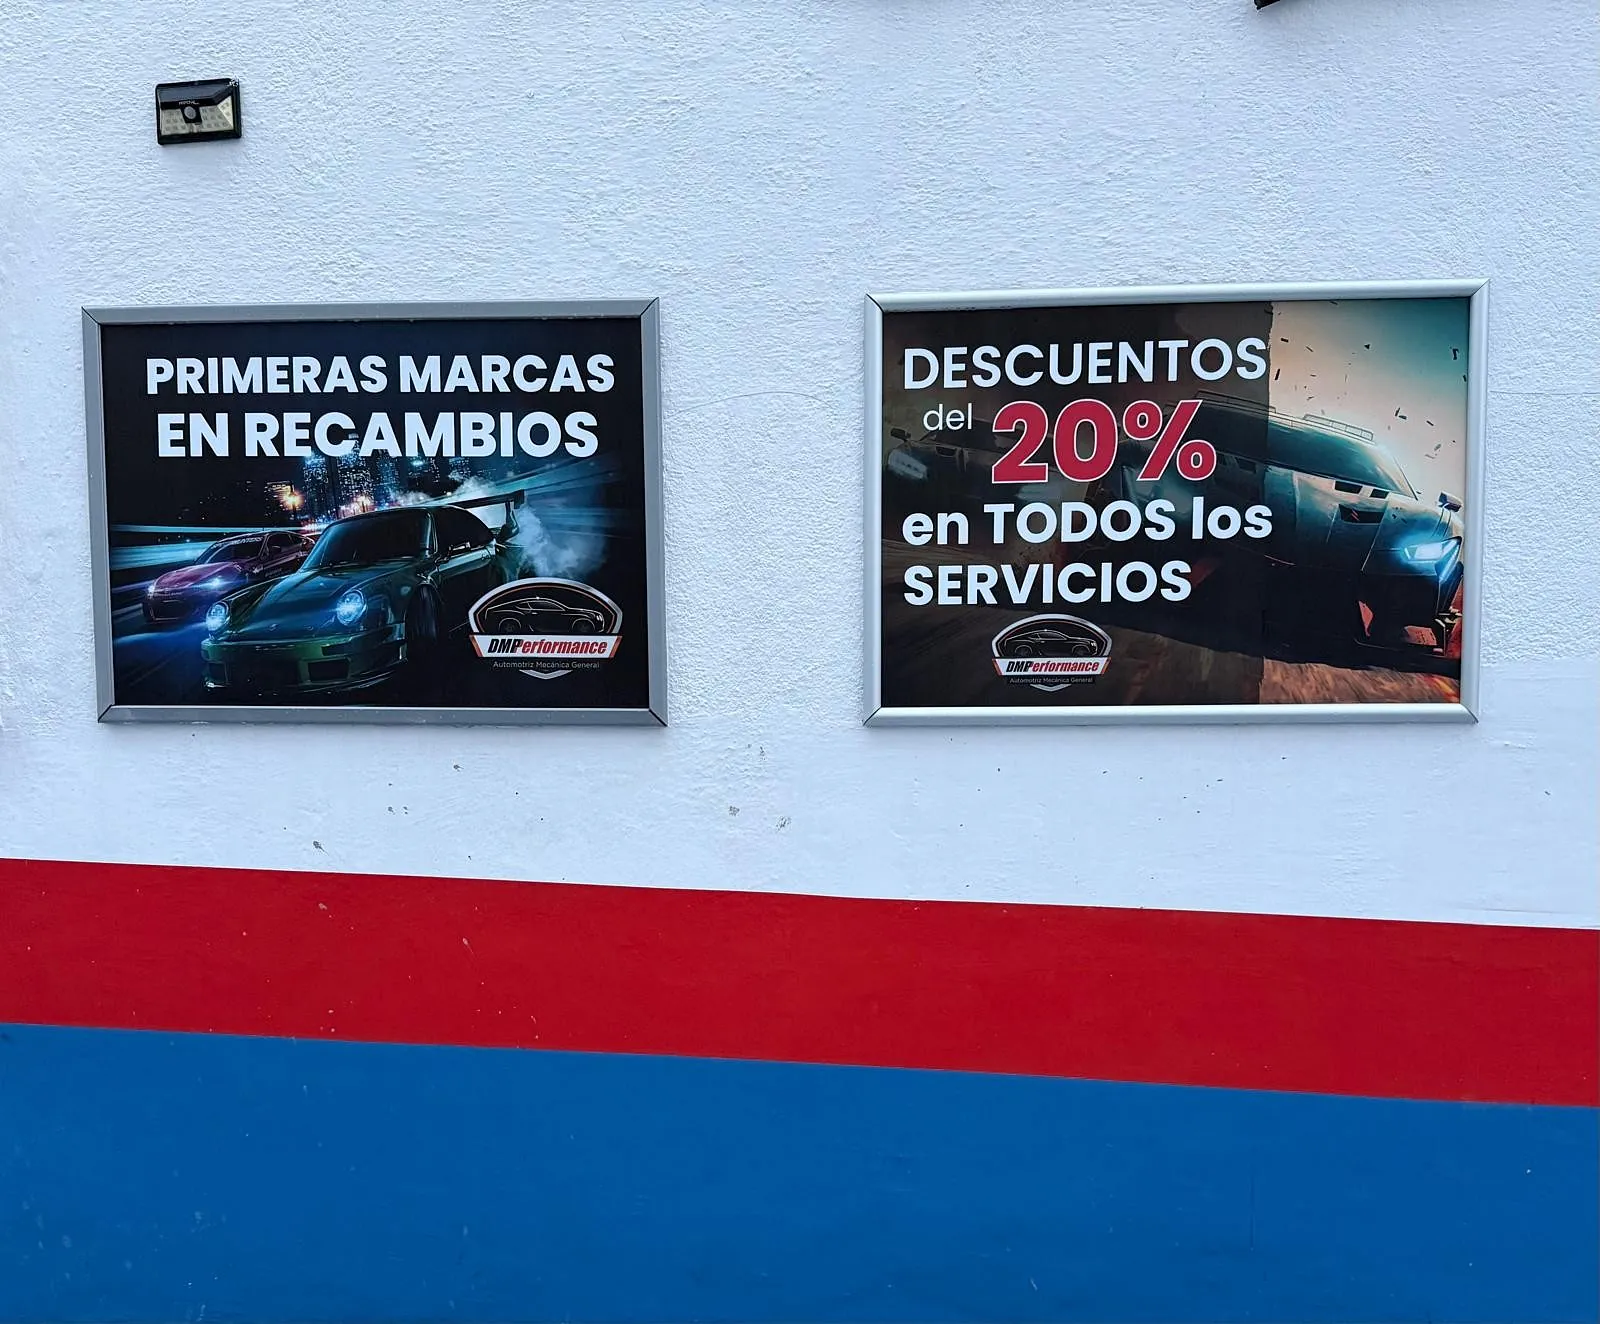 PRIMERAS MARCAS
EN RECAMBIOS
DMPerformance
Automotriz Mecánica General
DESCUENTOS
del 20%
en TODOS los
SERVICIOS
DMPerformance
Automotriz Mecánica General